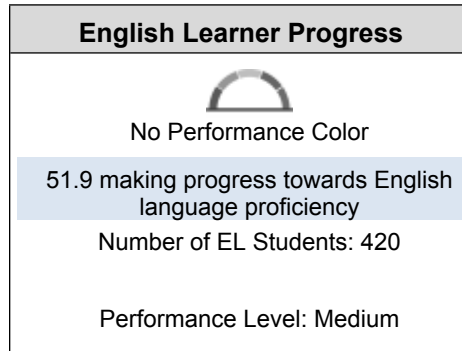 English Learner Progress
No Performance Color
51.9 making progress towards English
language proficiency
Number of EL Students: 420
Performance Level: Medium